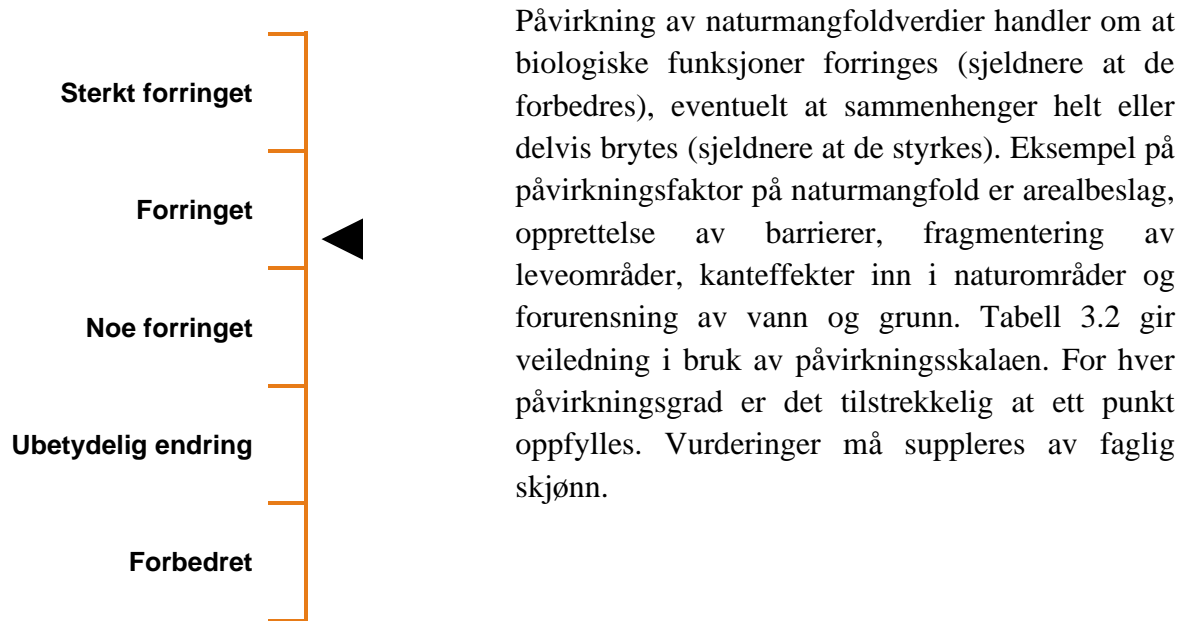 Sterkt forringet
Forringet
Noe forringet
Ubetydelig endring
Forbedret
Påvirkning av naturmangfoldverdier handler om at
biologiske funksjoner forringes (sjeldnere at de
forbedres), eventuelt at sammenhenger helt eller
delvis brytes (sjeldnere at de styrkes). Eksempel på
påvirkningsfaktor på naturmangfold er arealbeslag,
opprettelse av barrierer, fragmentering av
leveområder, kanteffekter inn i naturområder og
forurensning av vann og grunn. Tabell 3.2 gir
veiledning i bruk av påvirkningsskalaen. For hver
påvirkningsgrad er det tilstrekkelig at ett punkt
oppfylles. Vurderinger må suppleres av faglig
skjønn.